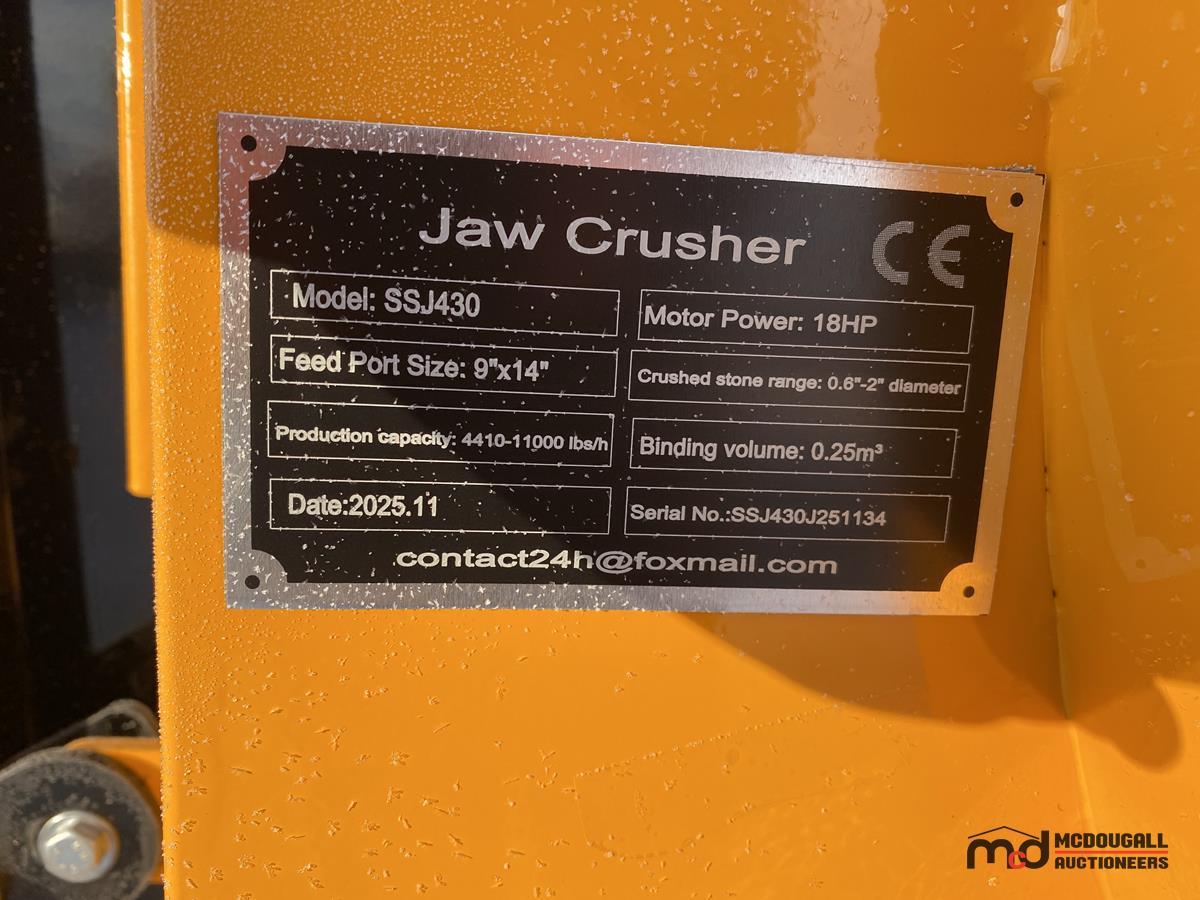 Jaw Crusher CE
Model: SSJ430
Motor Power: 18HP
Feed Port Size: 9"x14"
Crushed stone range: 0.6"-2" diameter
Production capacity: 4410-11000 lbs/h
Binding volume: 0.25m³
Date:2025.11
Serial No.:SSJ430J251134
contact24h@foxmail.com
mcd MCDOUGALL
AUCTIONEERS